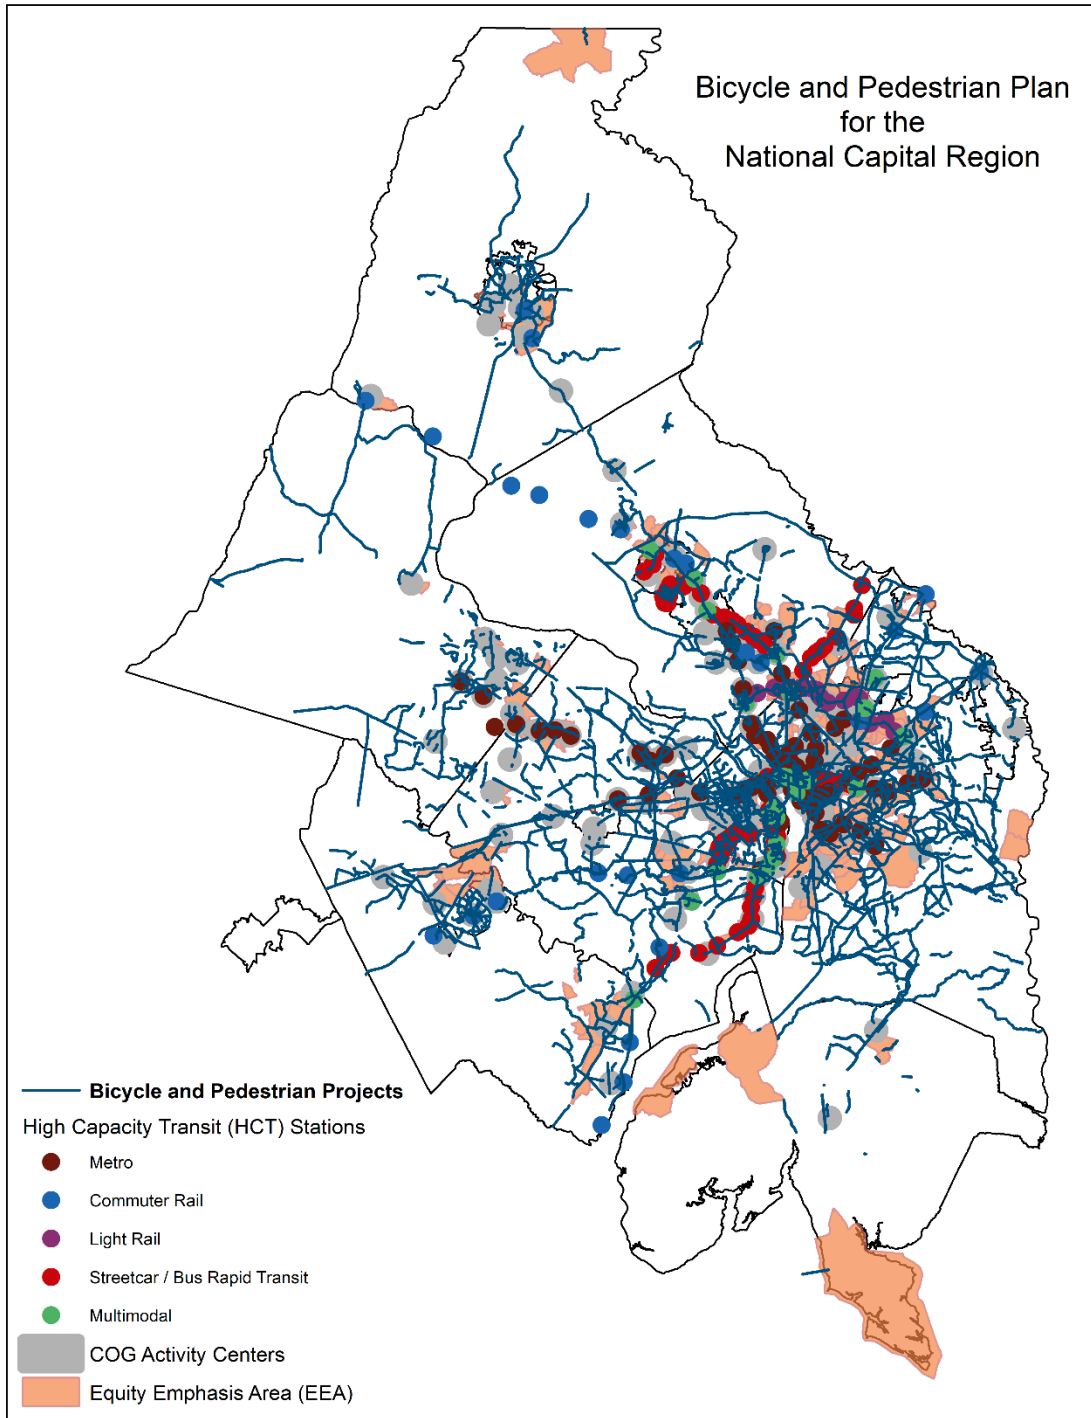 Bicycle and Pedestrian Plan
for the
National Capital Region
Bicycle and Pedestrian Projects
High Capacity Transit (HCT) Stations
Metro
Commuter Rail
Light Rail
Streetcar / Bus Rapid Transit
Multimodal
COG Activity Centers
Equity Emphasis Area (EEA)